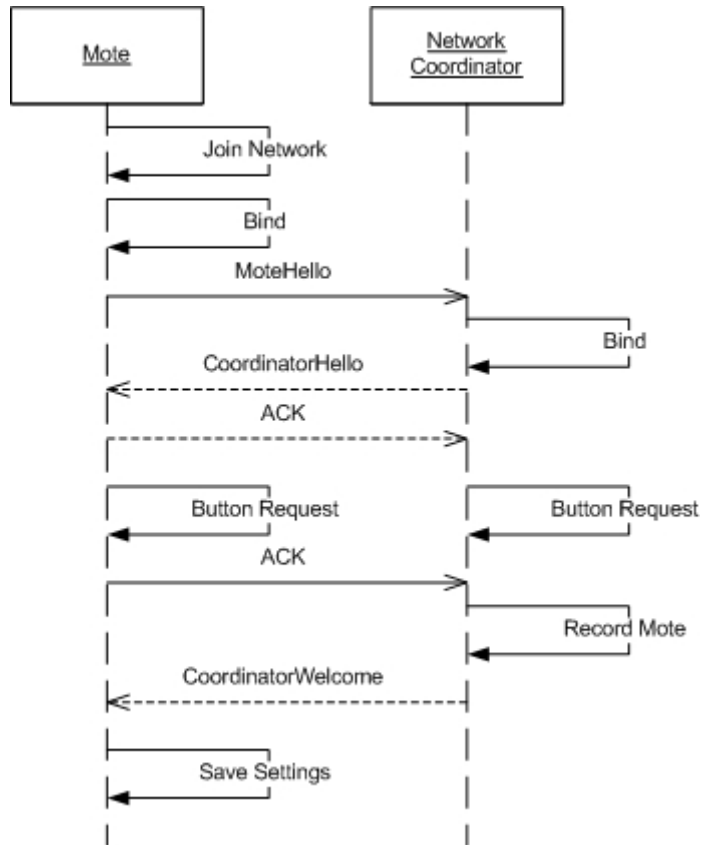 Mote
Network
Coordinator
Join Network
Bind
MoteHello
Bind
CoordinatorHello
ACK
Button Request
Button Request
ACK
Record Mote
CoordinatorWelcome
Save Settings